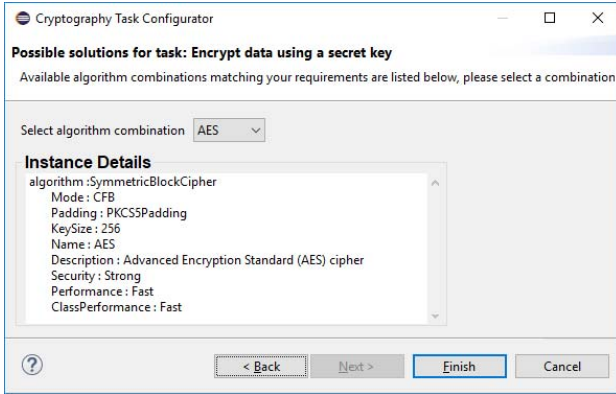 Cryptography Task Configurator
Possible solutions for task: Encrypt data using a secret key
Available algorithm combinations matching your requirements are listed below, please select a combination
Select algorithm combination AES
Instance Details
algorithm :SymmetricBlockCipher
Mode : CFB
Padding : PKCS5Padding
KeySize : 256
Name : AES
Description : Advanced Encryption Standard (AES) cipher
Security : Strong
Performance : Fast
ClassPerformance : Fast
? < Back Next > Finish Cancel